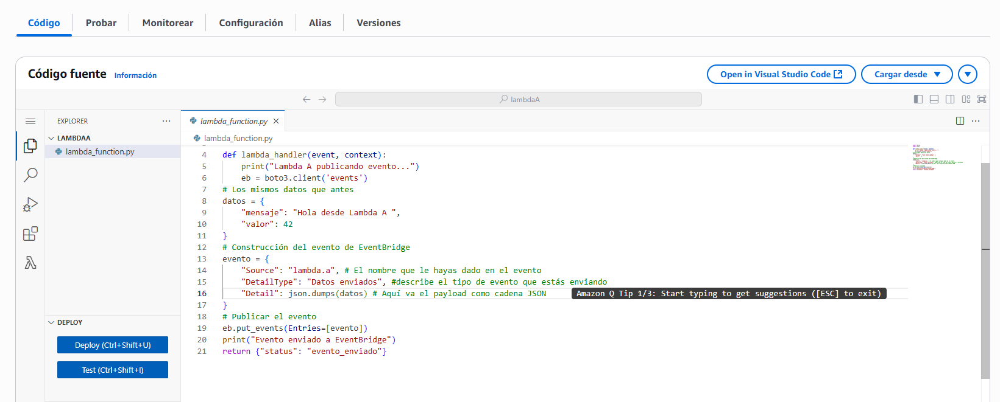 Código Probar Monitorear Configuración Alias Versiones
Código fuente Información
Open in Visual Studio Code Cargar desde
lambdaA
EXPLORER
LAMBDAA
lambda_function.py
lambda_function.py
lambda_function.py
4 def lambda_handler(event, context):
5 print("Lambda A publicando evento...")
6 eb = boto3.client('events')
7 # Los mismos datos que antes
8 datos = {
9 "mensaje": "Hola desde Lambda A ",
10 "valor": 42
11 }
12 # Construcción del evento de EventBridge
13 evento = {
14 "Source": "lambda.a", # El nombre que le hayas dado en el evento
15 "DetailType": "Datos enviados", #describe el tipo de evento que estás enviando
16 "Detail": json.dumps(datos) # Aquí va el payload como cadena JSON Amazon Q Tip 1/3: Start typing to get suggestions ([ESC] to exit)
17 }
18 # Publicar el evento
19 eb.put_events(Entries=[evento])
20 print("Evento enviado a EventBridge")
21 return {"status": "evento_enviado"}
DEPLOY
Deploy (Ctrl+Shift+U)
Test (Ctrl+Shift+I)